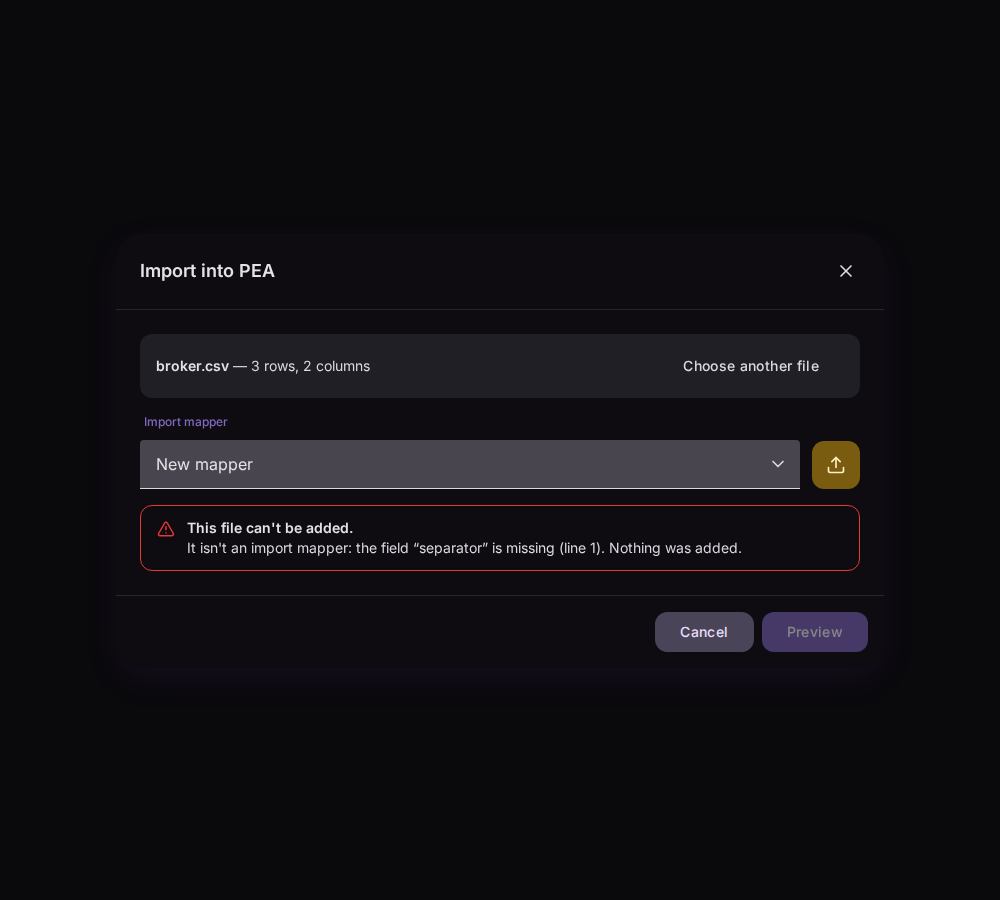 Import into PEA
broker.csv — 3 rows, 2 columns
Choose another file
Import mapper
New mapper
This file can't be added.
It isn't an import mapper: the field “separator” is missing (line 1). Nothing was added.
Cancel
Preview